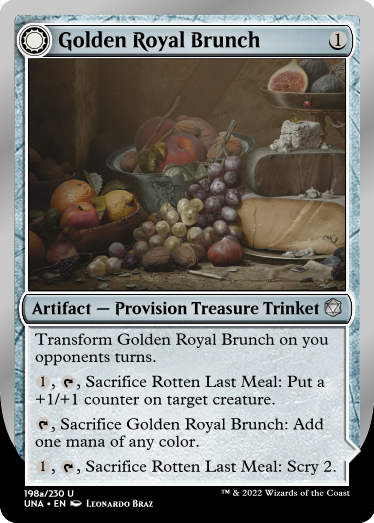 Golden Royal Brunch 1
Artifact — Provision Treasure Trinket
Transform Golden Royal Brunch on you
opponents turns.
1, , Sacrifice Rotten Last Meal: Put a
+1/+1 counter on target creature.
, Sacrifice Golden Royal Brunch: Add
one mana of any color.
1, , Sacrifice Rotten Last Meal: Scry 2.
198a/230 U
UNA • EN Leonardo Braz
™ & © 2022 Wizards of the Coast